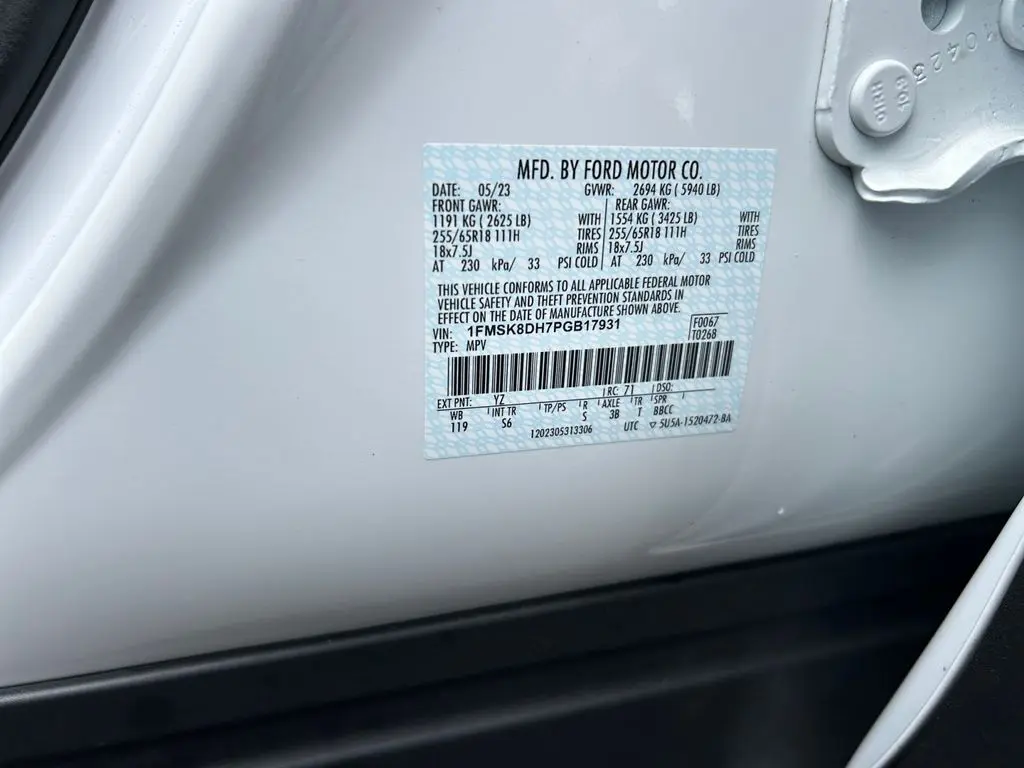 10423
MFD. BY FORD MOTOR CO.
DATE: 05/23 GVWR: 2694 KG ( 5940 LB)
FRONT GAWR: REAR GAWR:
1191 KG ( 2625 LB) WITH 1554 KG ( 3425 LB) WITH
255/65R18 111H TIRES 255/65R18 111H TIRES
18x7.5J RIMS 18x7.5J RIMS
AT 230 kPa/ 33 PSI COLD AT 230 kPa/ 33 PSI COLD
THIS VEHICLE CONFORMS TO ALL APPLICABLE FEDERAL MOTOR
VEHICLE SAFETY AND THEFT PREVENTION STANDARDS IN
EFFECT ON THE DATE OF MANUFACTURE SHOWN ABOVE.
VIN: 1FMSK8DH7PGB17931 F0067
TYPE: MPV T0268
EXT PNT: YZ RC: 71 DSO:
WB INT TR TP/PS R AXLE TR SPR
119 S6 S 3B T BBCC
1202305313306 UTC ▽ 5U5A-1520472-BA